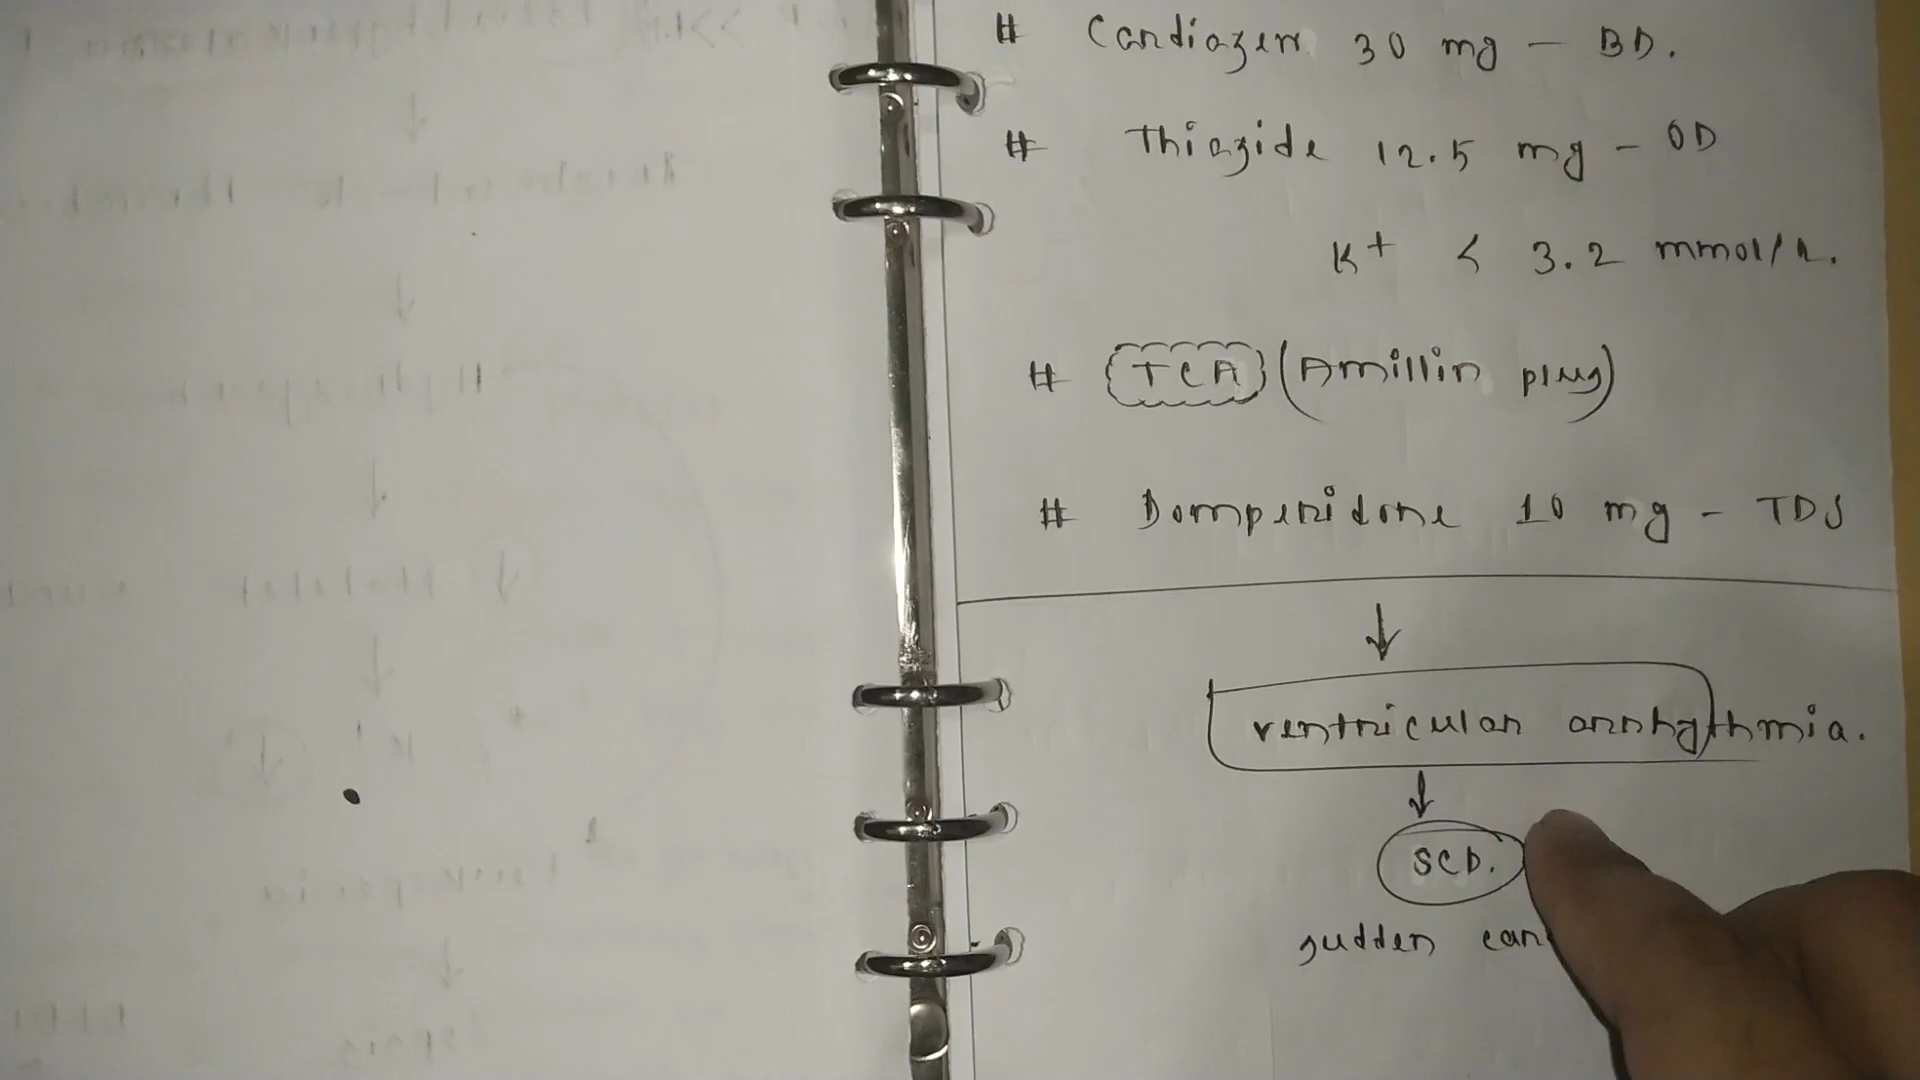 # Cardiazem 30 mg - BD.
# Thiazide 12.5 mg - OD
K+ < 3.2 mmol/L.
# TCA (Amillin plus)
# Domperidone 10 mg - TDS
↓
ventricular arrhythmia.
↓
SCD.
sudden car